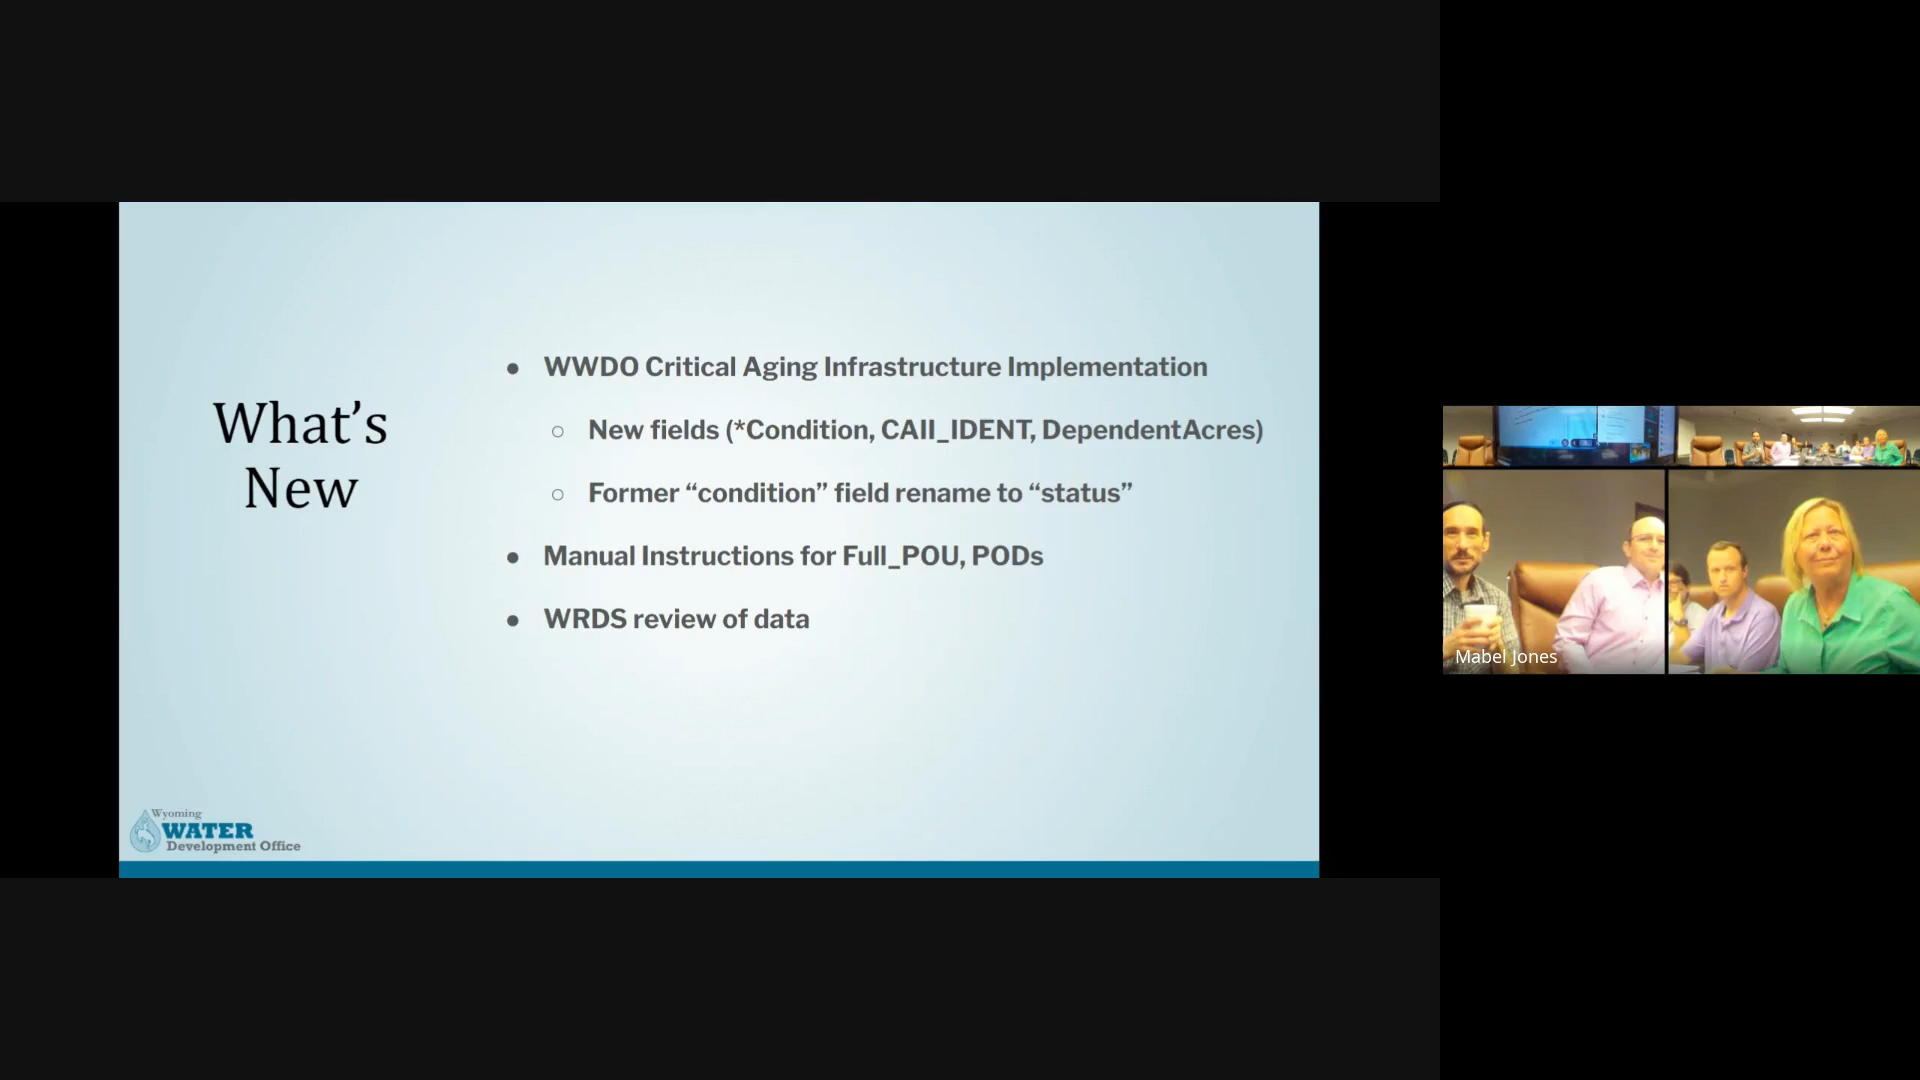 What's
New
● WWDO Critical Aging Infrastructure Implementation
○ New fields (*Condition, CAII_IDENT, DependentAcres)
○ Former “condition” field rename to “status”
● Manual Instructions for Full_POU, PODs
● WRDS review of data
Wyoming
WATER
Development Office
Mabel Jones